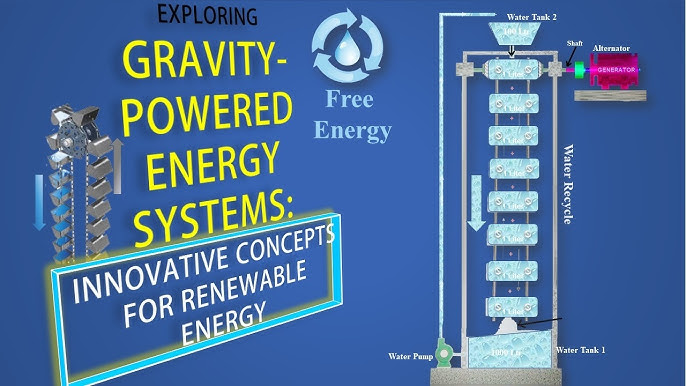 EXPLORING
GRAVITY-
POWERED
ENERGY
SYSTEMS:
INNOVATIVE CONCEPTS
FOR RENEWABLE
ENERGY
Free
Energy
Water Tank 2
Shaft
Alternator
GENERATOR
Water Recycle
Water Pump
Water Tank 1